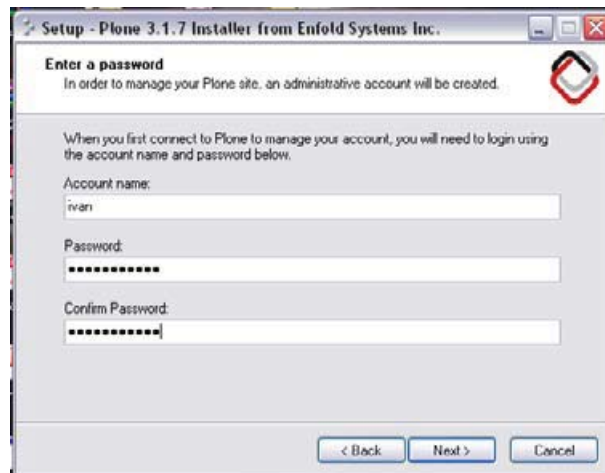 Setup - Plone 3.1.7 Installer from Enfold Systems Inc.
Enter a password
In order to manage your Plone site, an administrative account will be created.
When you first connect to Plone to manage your account, you will need to login using
the account name and password below.
Account name:
ivan
Password:
•••••••••••
Confirm Password:
•••••••••••
< Back
Next >
Cancel